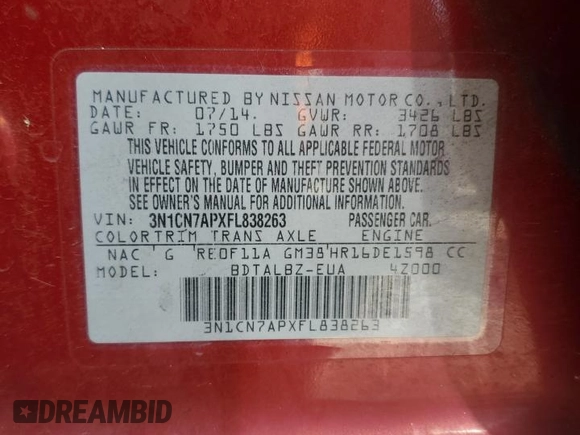 MANUFACTURED BY NISSAN MOTOR CO., LTD.
DATE: 07/14. GVWR: 3426 LBS
GAWR FR: 1750 LBS GAWR RR: 1708 LBS
THIS VEHICLE CONFORMS TO ALL APPLICABLE FEDERAL MOTOR
VEHICLE SAFETY, BUMPER AND THEFT PREVENTION STANDARDS
IN EFFECT ON THE DATE OF MANUFACTURE SHOWN ABOVE.
SEE OWNER'S MANUAL FOR ADDITIONAL INFORMATION
VIN: 3N1CN7APXFL838263 PASSENGER CAR.
COLORTRIM TRANS AXLE ENGINE
NAC G RE0F11A GM38 HR16DE1598 CC
MODEL: BDTALBZ-EUA 4Z000
3N1CN7APXFL838263
DREAMBID